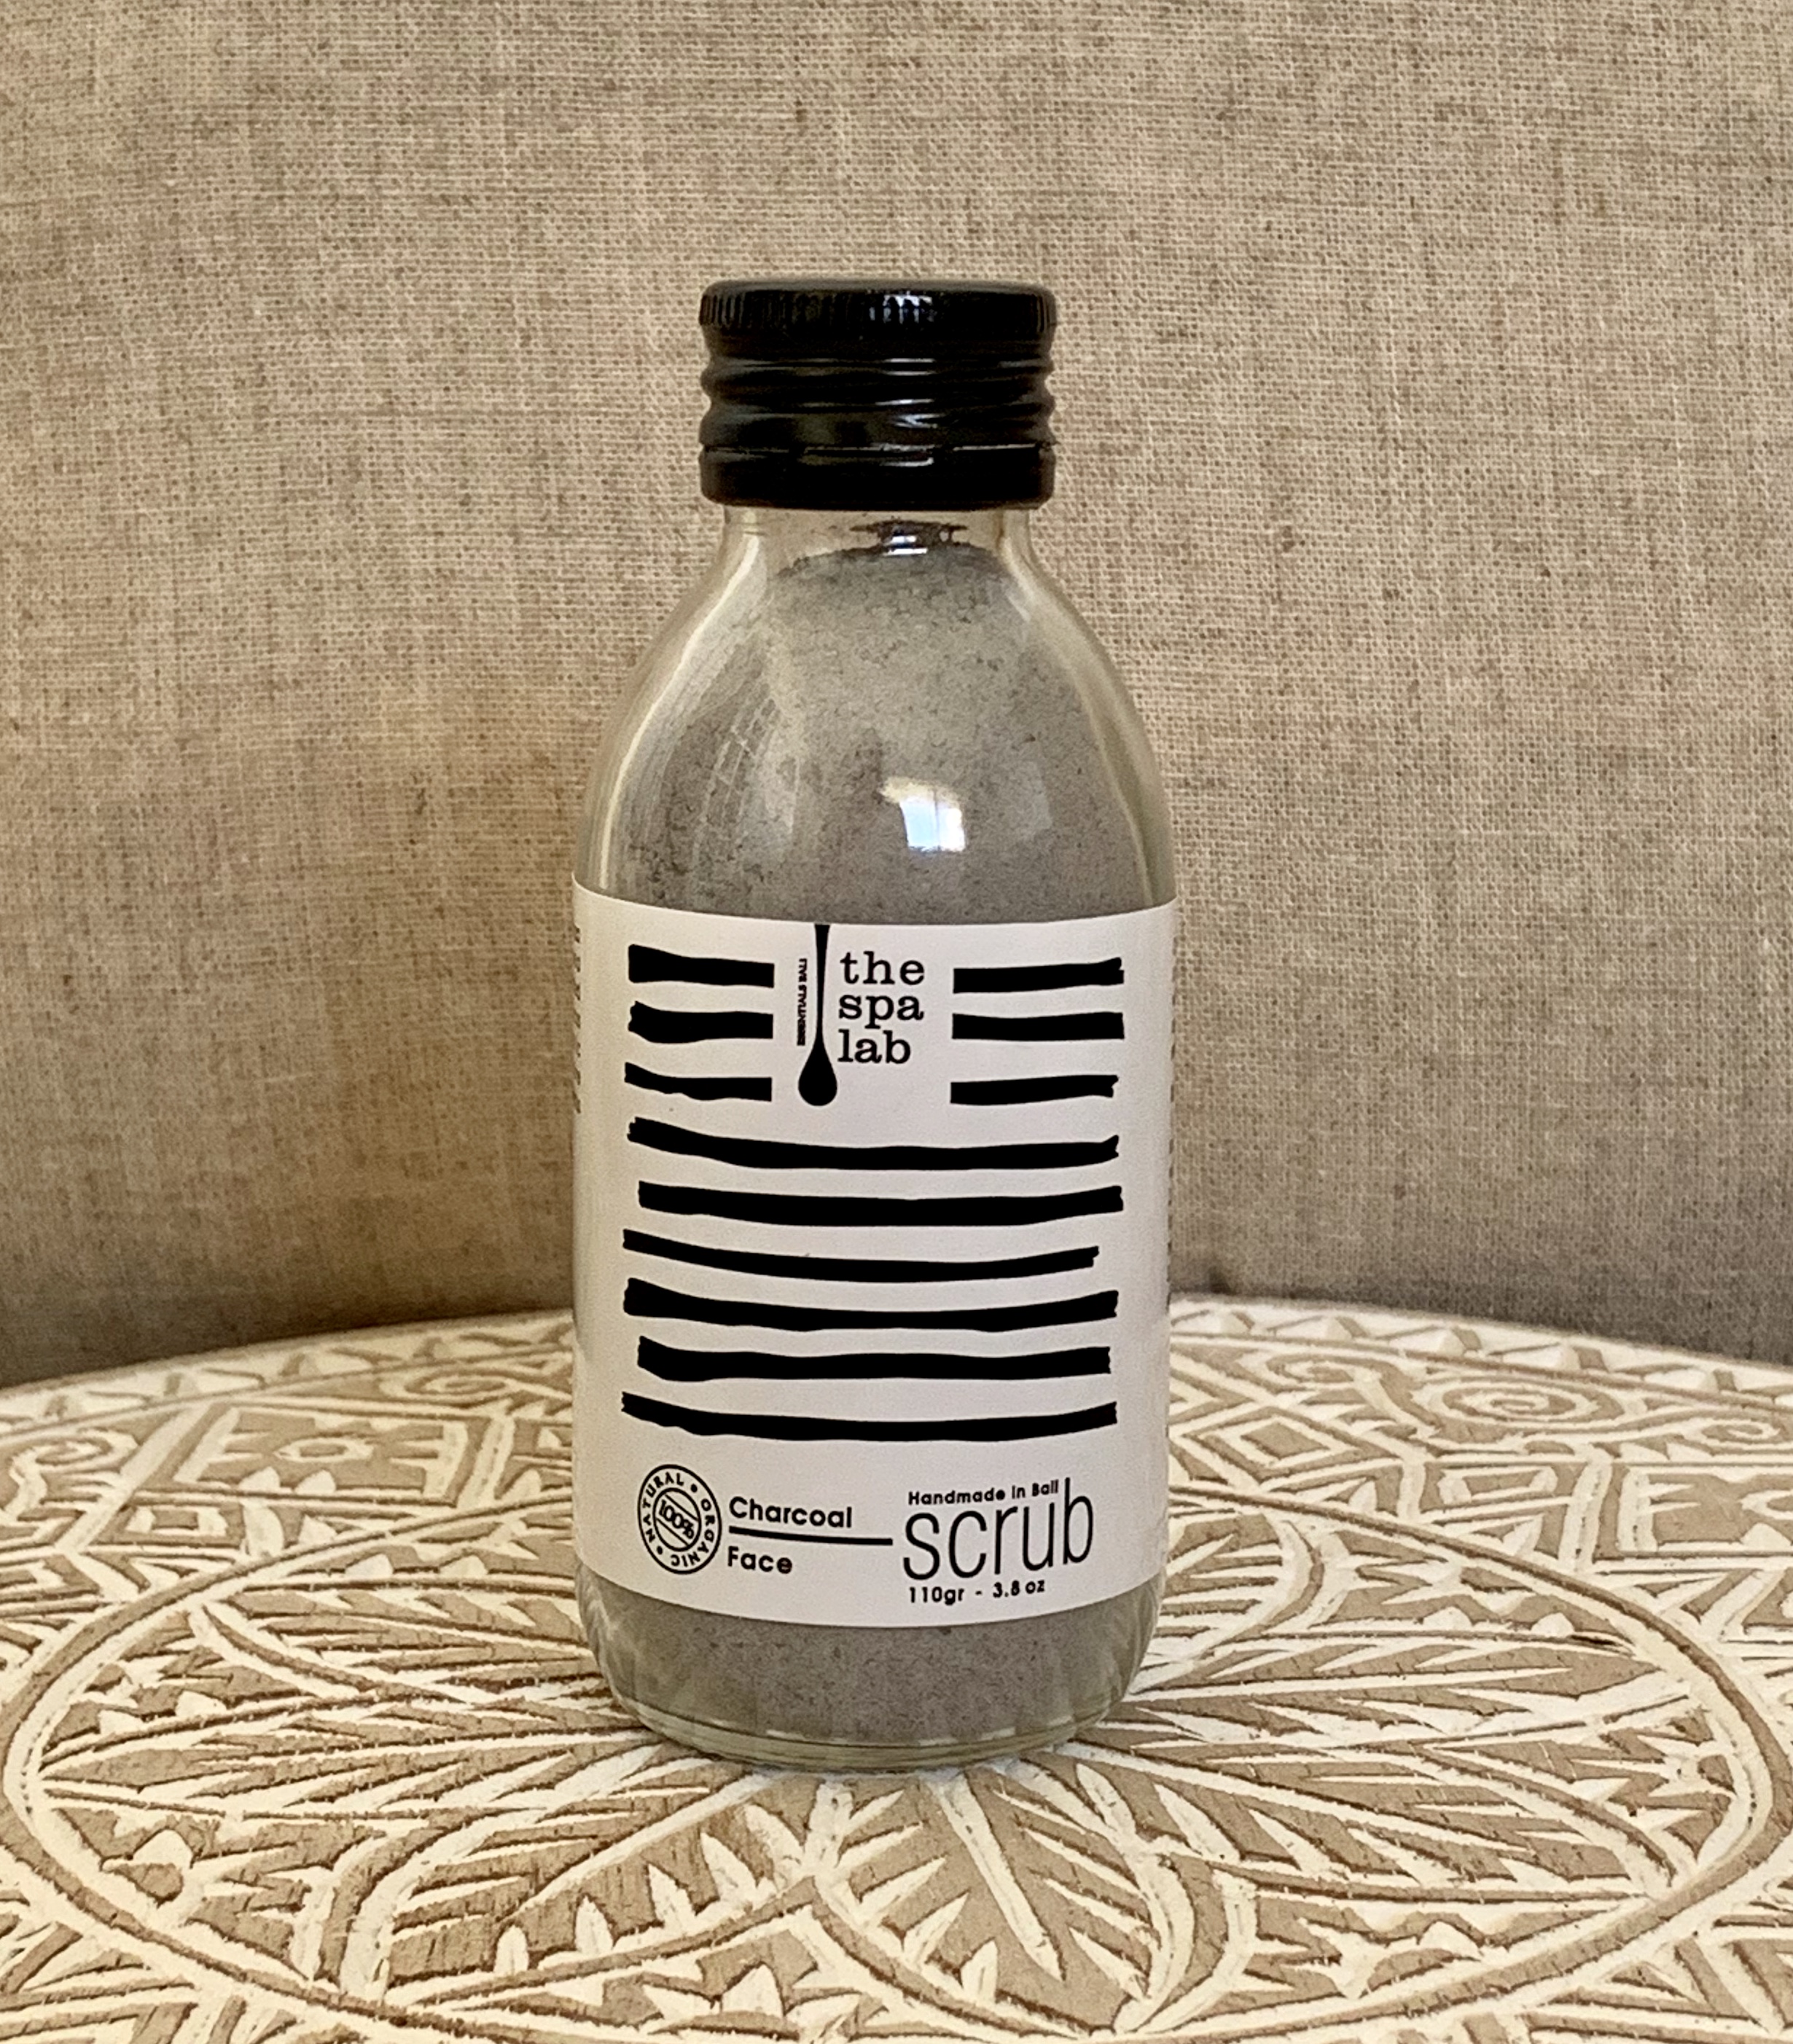 the
spa
lab
NATURAL • ORGANIC •
100%
Charcoal
Face
Handmade in Bali
scrub
110gr - 3.8 oz